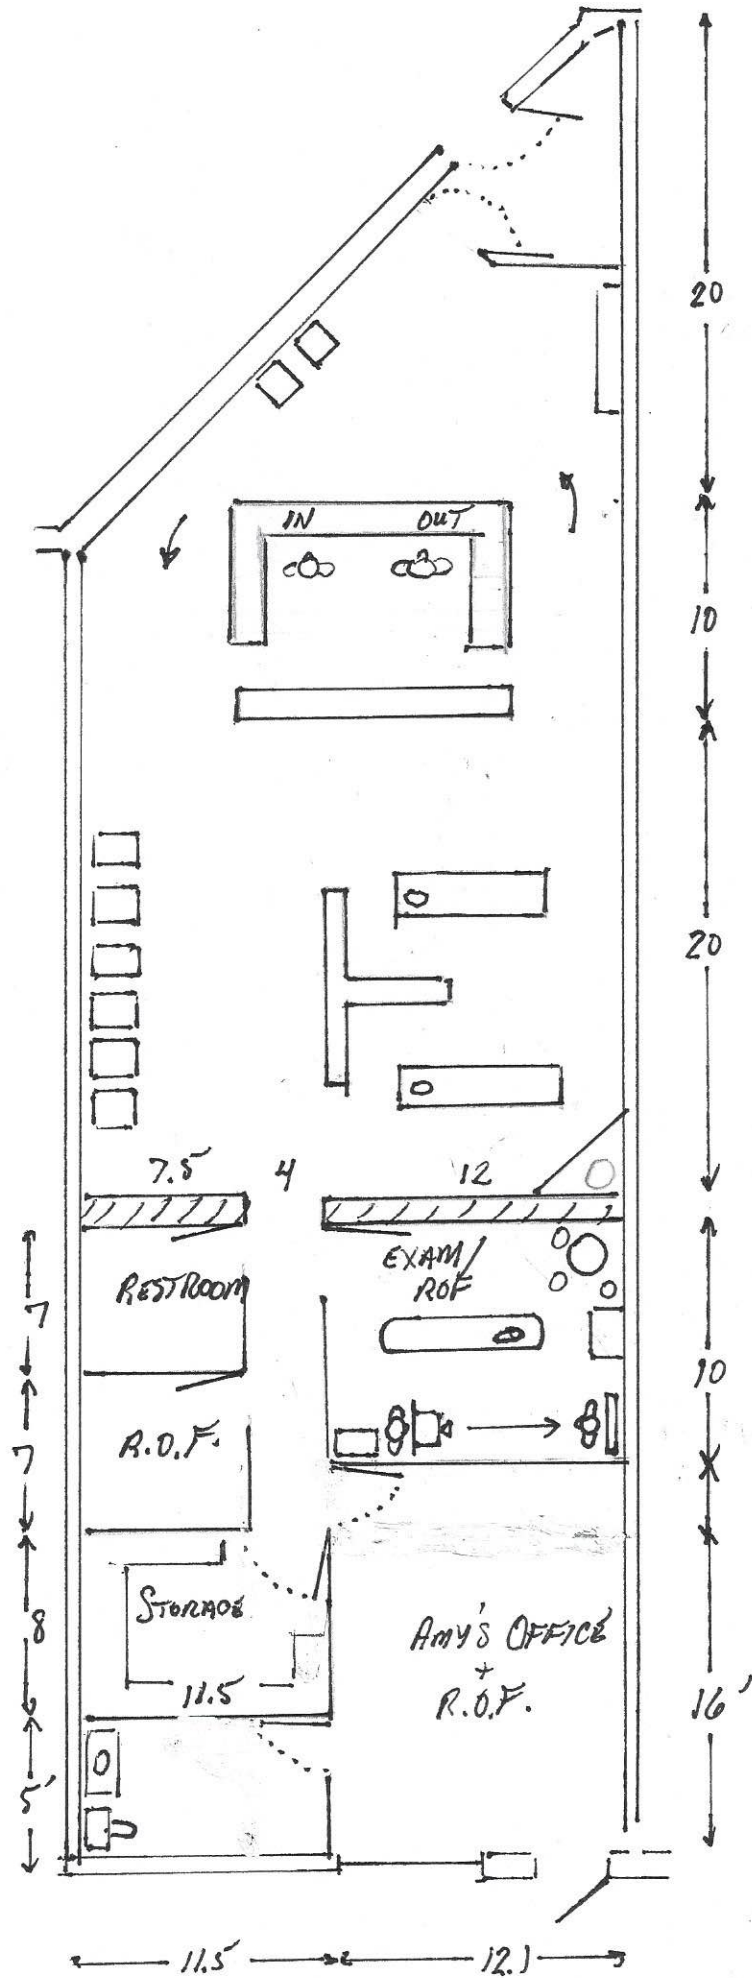 20
IN OUT
10
20
7.5 4 12
RESTROOM
EXAM/
ROF
7
10
R.O.F.
7
STORAGE
8
11.5
AMY'S OFFICE
+
R.O.F.
16'
5'
11.5 12.1